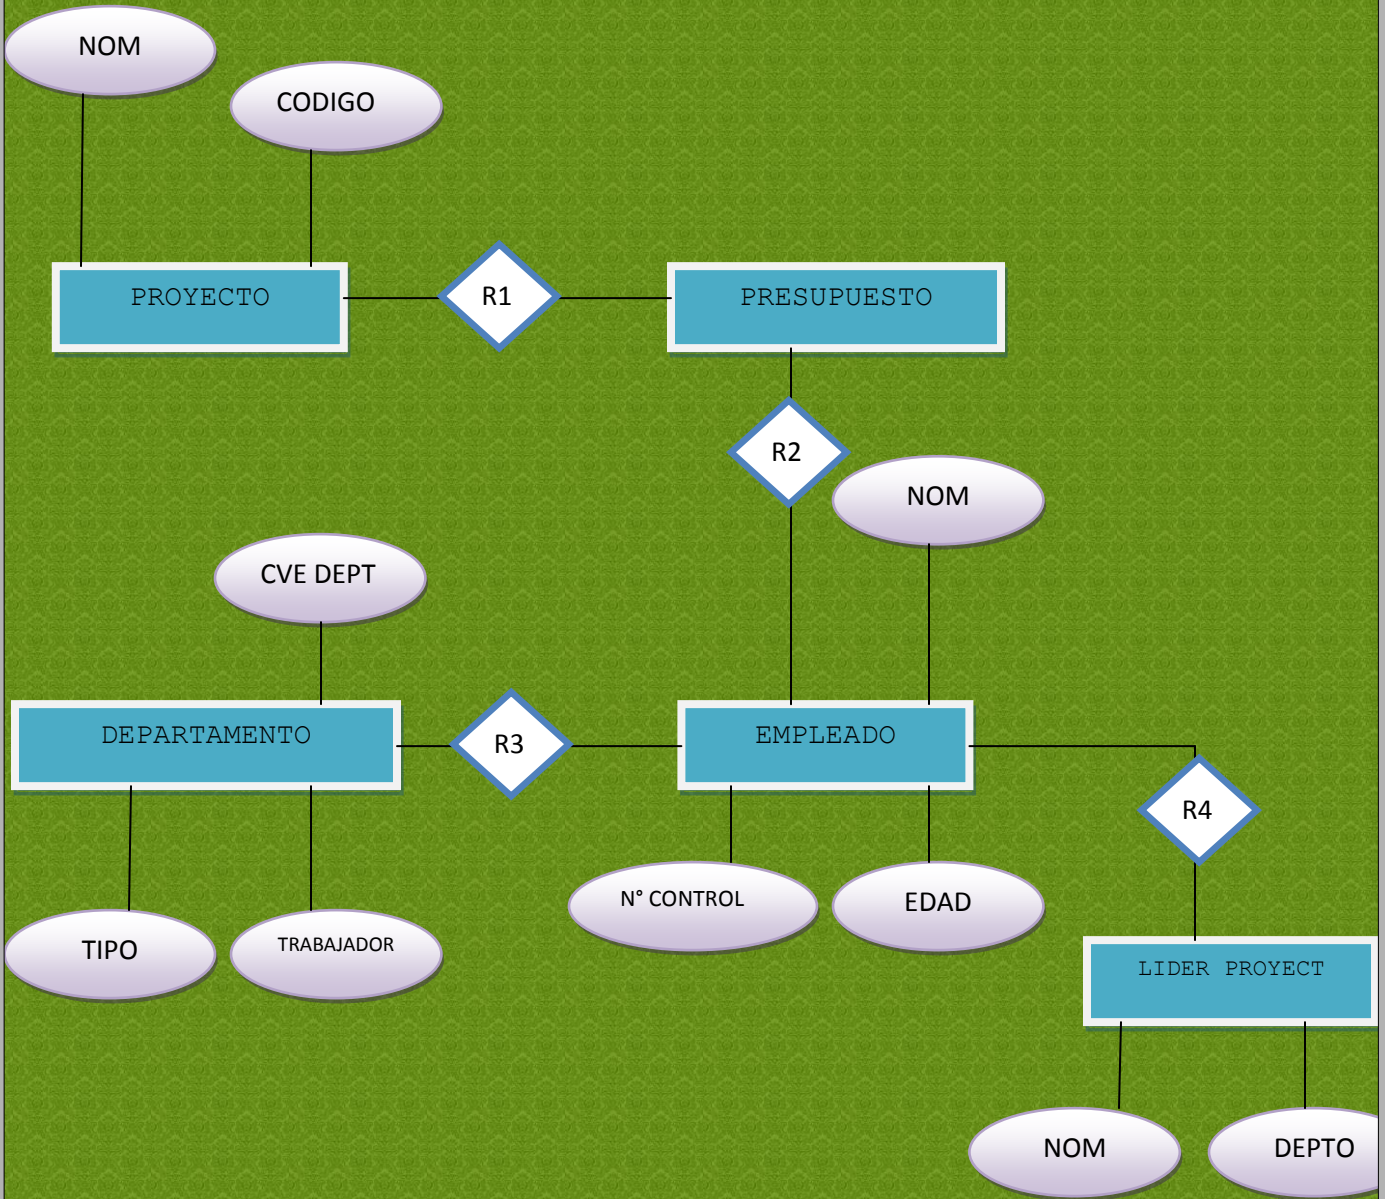 NOM
CODIGO
PROYECTO
R1
PRESUPUESTO
R2
NOM
CVE DEPT
DEPARTAMENTO
R3
EMPLEADO
R4
N° CONTROL
EDAD
TIPO
TRABAJADOR
LIDER PROYECT
NOM
DEPTO